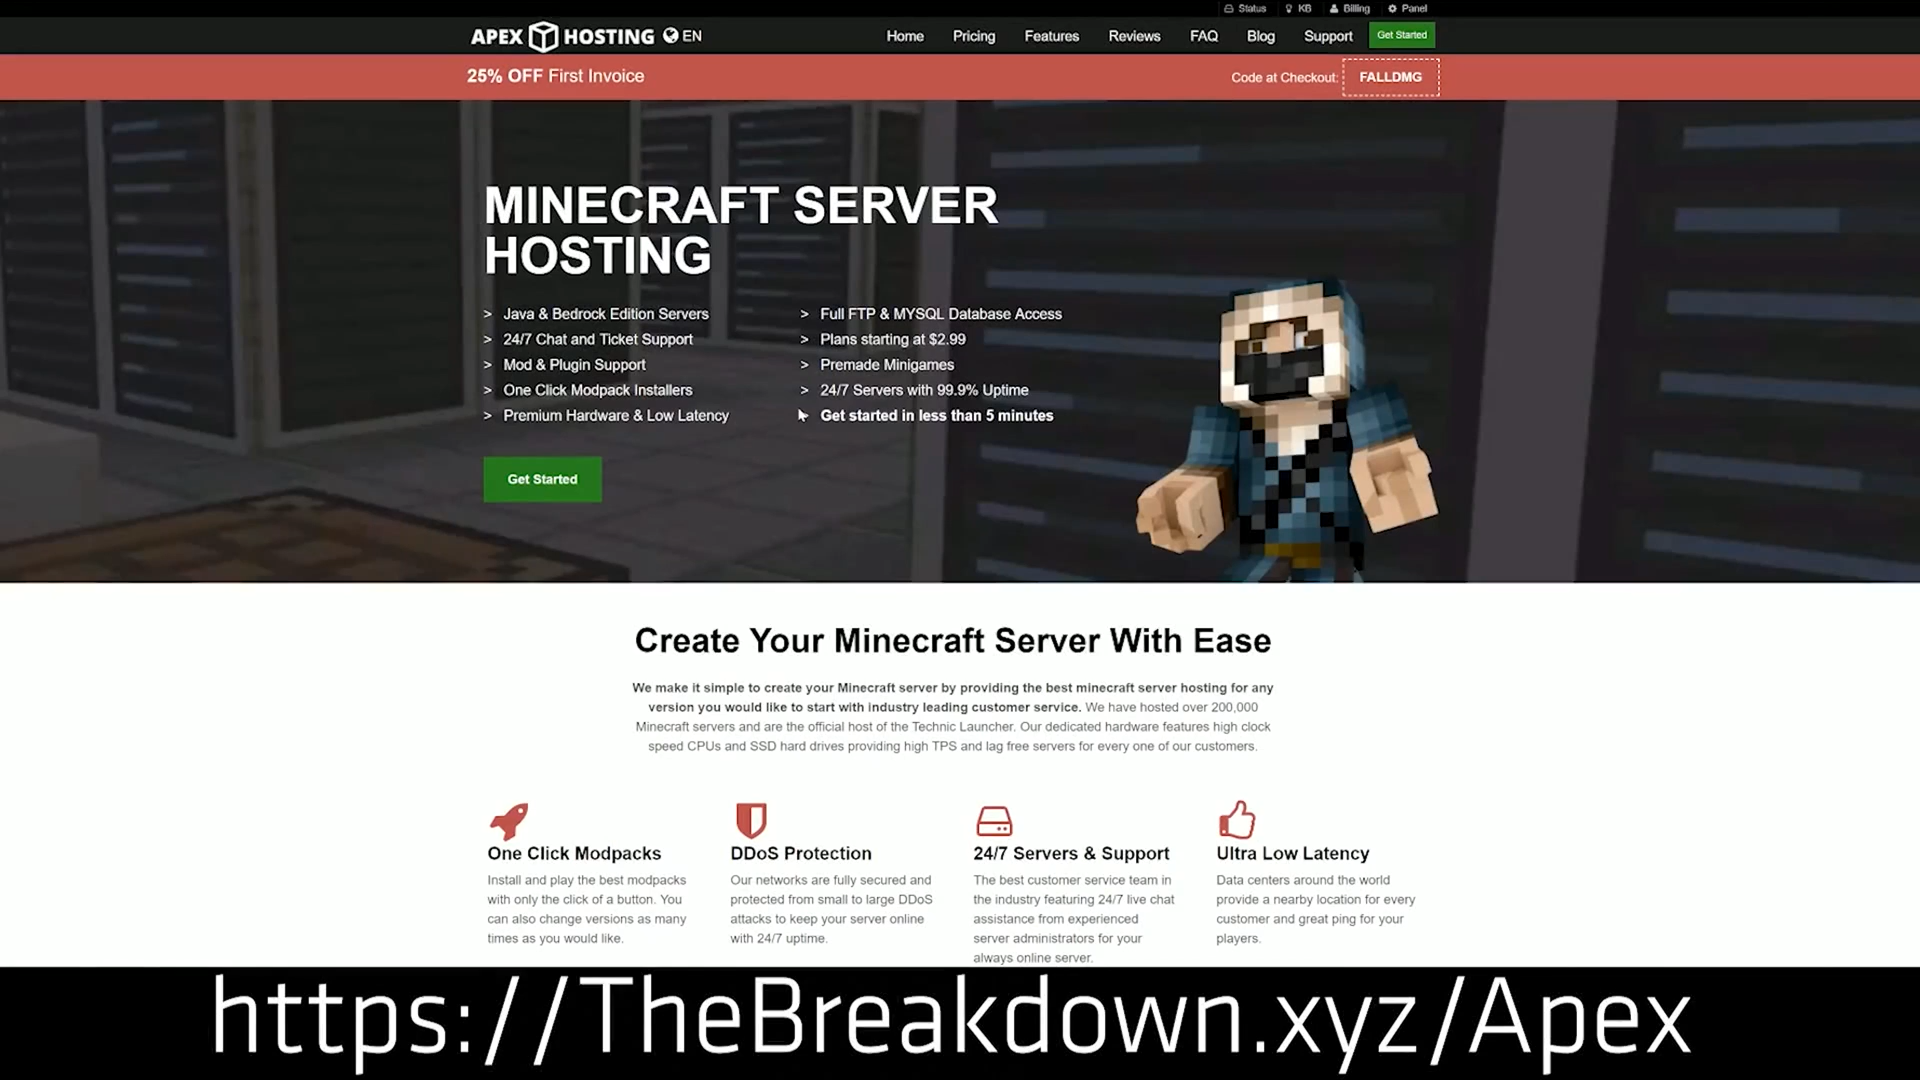 Status KB Billing Panel
APEX HOSTING EN Home Pricing Features Reviews FAQ Blog Support Get Started
25% OFF First Invoice Code at Checkout: FALLDMG
MINECRAFT SERVER
HOSTING
> Java & Bedrock Edition Servers > Full FTP & MYSQL Database Access
> 24/7 Chat and Ticket Support > Plans starting at $2.99
> Mod & Plugin Support > Premade Minigames
> One Click Modpack Installers > 24/7 Servers with 99.9% Uptime
> Premium Hardware & Low Latency Get started in less than 5 minutes
Get Started
Create Your Minecraft Server With Ease
We make it simple to create your Minecraft server by providing the best minecraft server hosting for any
version you would like to start with industry leading customer service. We have hosted over 200,000
Minecraft servers and are the official host of the Technic Launcher. Our dedicated hardware features high clock
speed CPUs and SSD hard drives providing high TPS and lag free servers for every one of our customers.
One Click Modpacks
Install and play the best modpacks
with only the click of a button. You
can also change versions as many
times as you would like.
DDoS Protection
Our networks are fully secured and
protected from small to large DDoS
attacks to keep your server online
with 24/7 uptime.
24/7 Servers & Support
The best customer service team in
the industry featuring 24/7 live chat
assistance from experienced
server administrators for your
always online server.
Ultra Low Latency
Data centers around the world
provide a nearby location for every
customer and great ping for your
players.
https://TheBreakdown.xyz/Apex